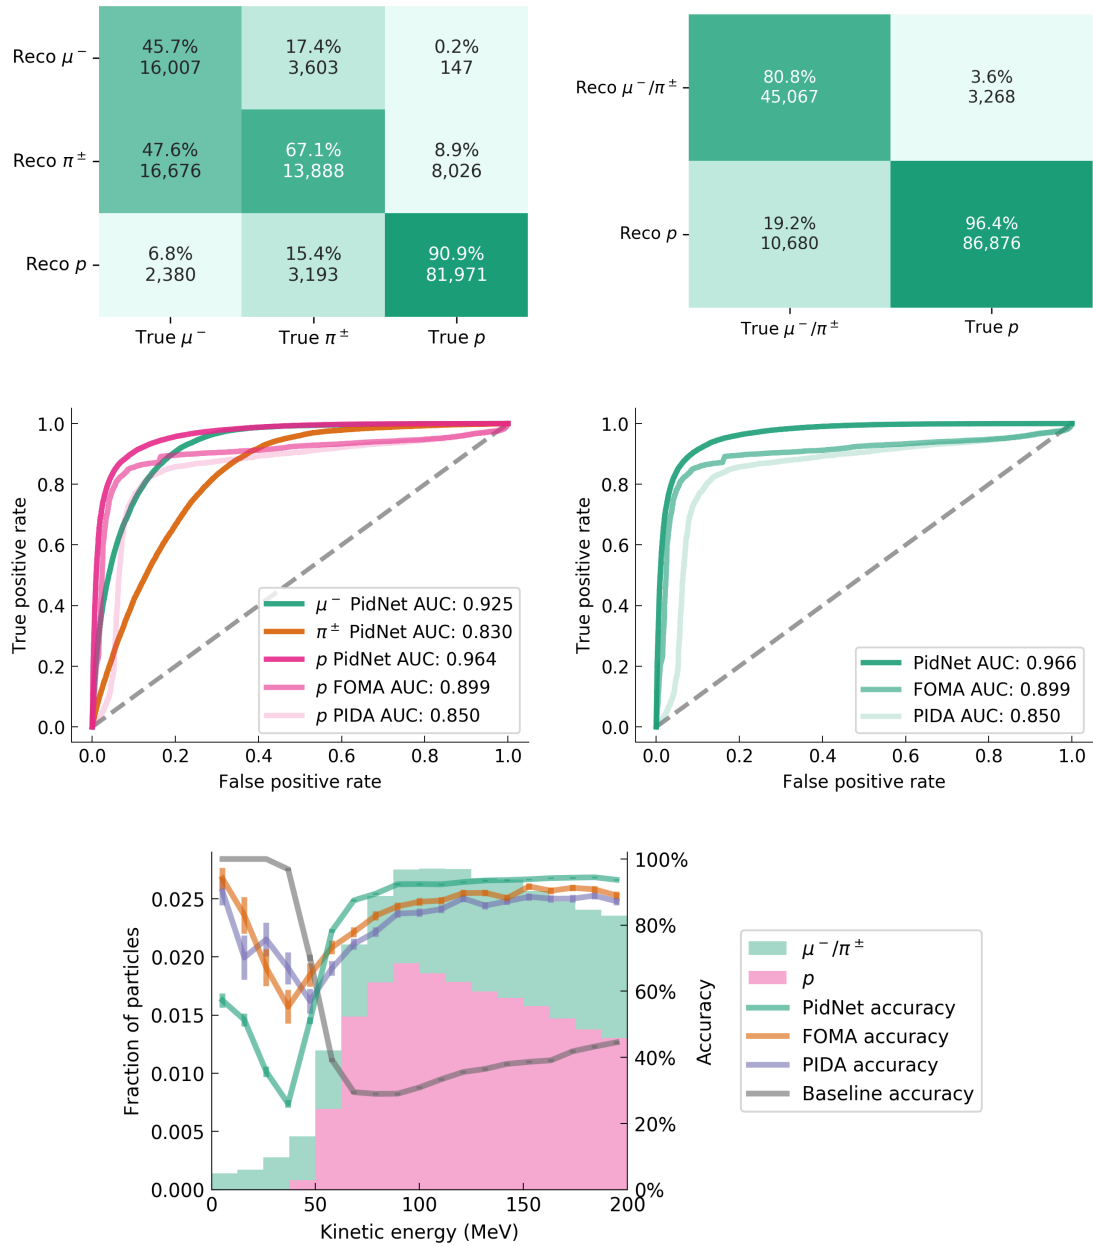 Reco μ⁻
45.7%
16,007
17.4%
3,603
0.2%
147
Reco π±
47.6%
16,676
67.1%
13,888
8.9%
8,026
Reco p
6.8%
2,380
15.4%
3,193
90.9%
81,971
True μ⁻
True π±
True p
Reco μ⁻/π±
80.8%
45,067
3.6%
3,268
Reco p
19.2%
10,680
96.4%
86,876
True μ⁻/π±
True p
True positive rate
1.0
0.8
0.6
0.4
0.2
0.0
μ⁻ PidNet AUC: 0.925
π± PidNet AUC: 0.830
p PidNet AUC: 0.964
p FOMA AUC: 0.899
p PIDA AUC: 0.850
0.0 0.2 0.4 0.6 0.8 1.0
False positive rate
True positive rate
1.0
0.8
0.6
0.4
0.2
0.0
PidNet AUC: 0.966
FOMA AUC: 0.899
PIDA AUC: 0.850
0.0 0.2 0.4 0.6 0.8 1.0
False positive rate
Fraction of particles
0.025
0.020
0.015
0.010
0.005
0.000
100%
80%
60%
40%
20%
0%
Accuracy
0 50 100 150 200
Kinetic energy (MeV)
μ⁻/π±
p
PidNet accuracy
FOMA accuracy
PIDA accuracy
Baseline accuracy